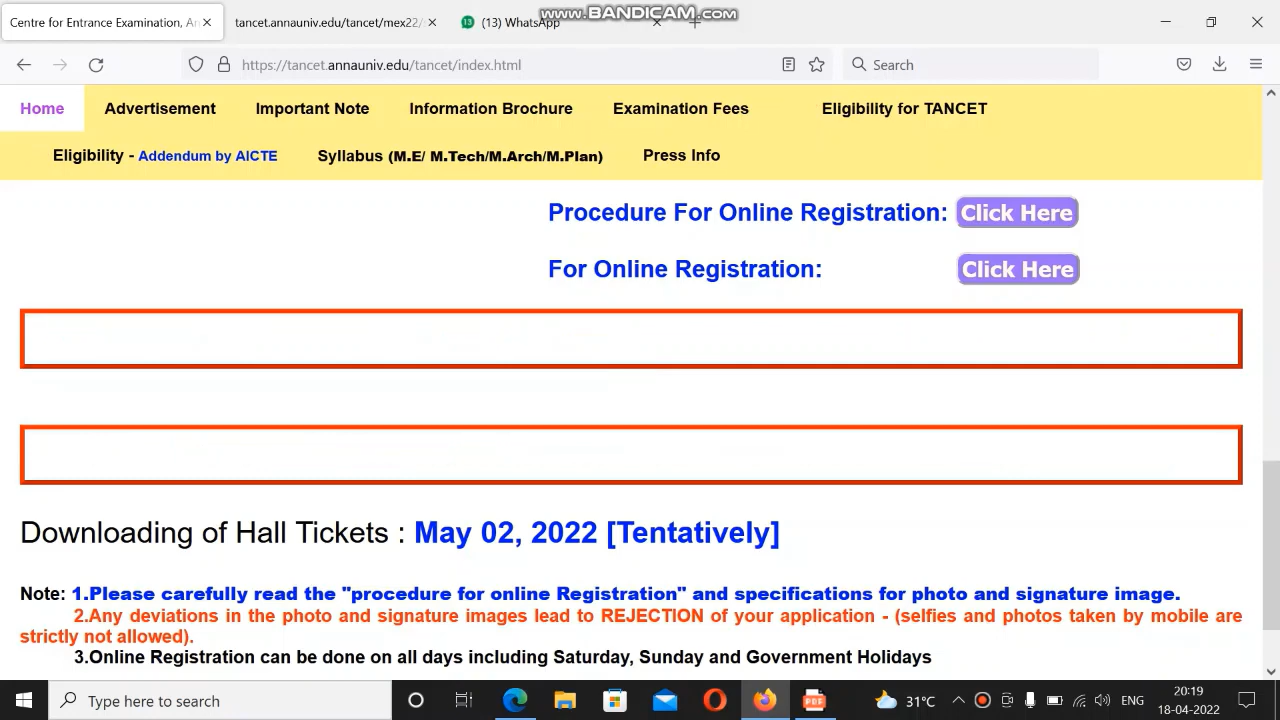 Centre for Entrance Examination, An
tancet.annauniv.edu/tancet/mex22/
(13) WhatsApp
www.BANDICAM.com
https://tancet.annauniv.edu/tancet/index.html
Search
Home
Advertisement
Important Note
Information Brochure
Examination Fees
Eligibility for TANCET
Eligibility - Addendum by AICTE
Syllabus (M.E/ M.Tech/M.Arch/M.Plan)
Press Info
Procedure For Online Registration: Click Here
For Online Registration: Click Here
Downloading of Hall Tickets : May 02, 2022 [Tentatively]
Note: 1.Please carefully read the "procedure for online Registration" and specifications for photo and signature image.
2.Any deviations in the photo and signature images lead to REJECTION of your application - (selfies and photos taken by mobile are
strictly not allowed).
3.Online Registration can be done on all days including Saturday, Sunday and Government Holidays
Type here to search
PDF
31°C
ENG
20:19
18-04-2022